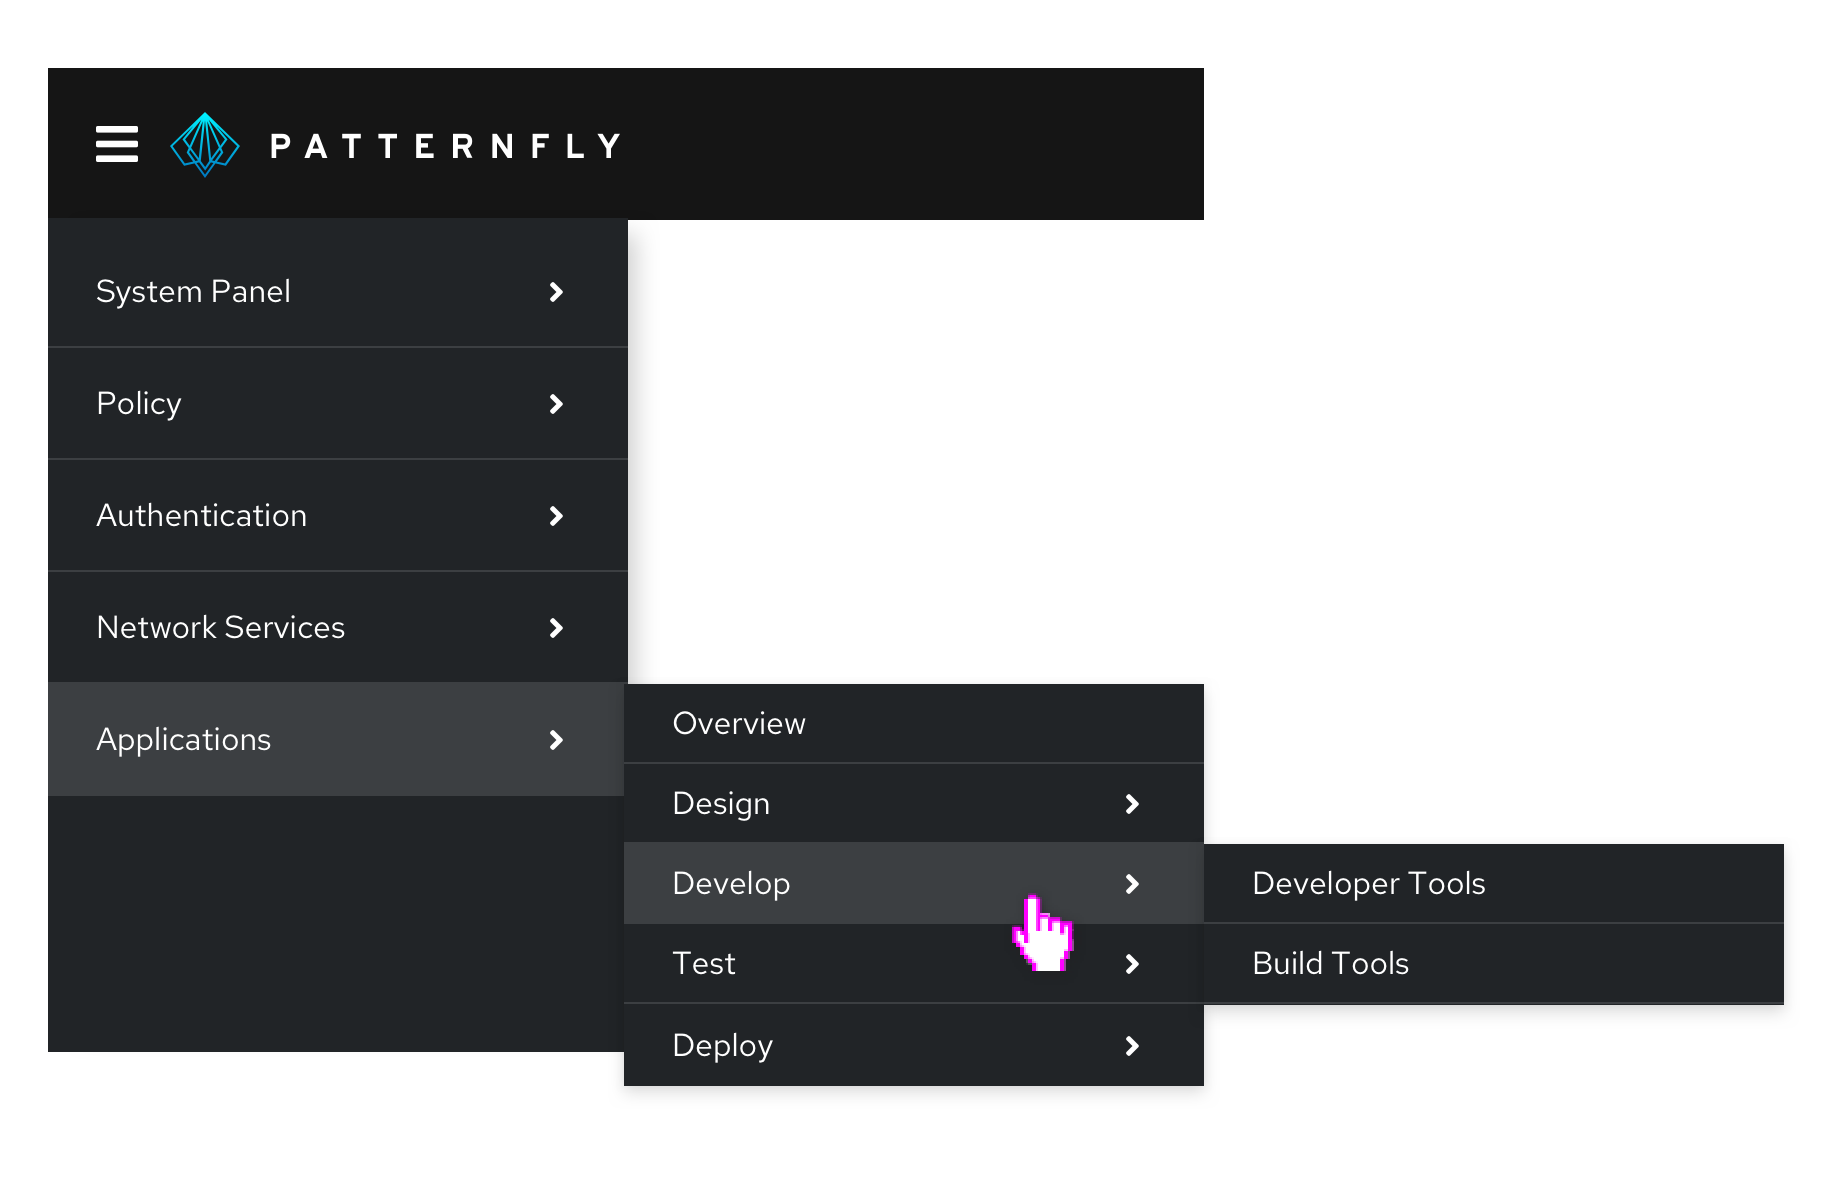 PATTERNFLY
System Panel
Policy
Authentication
Network Services
Applications
Overview
Design
Develop
Test
Deploy
Developer Tools
Build Tools